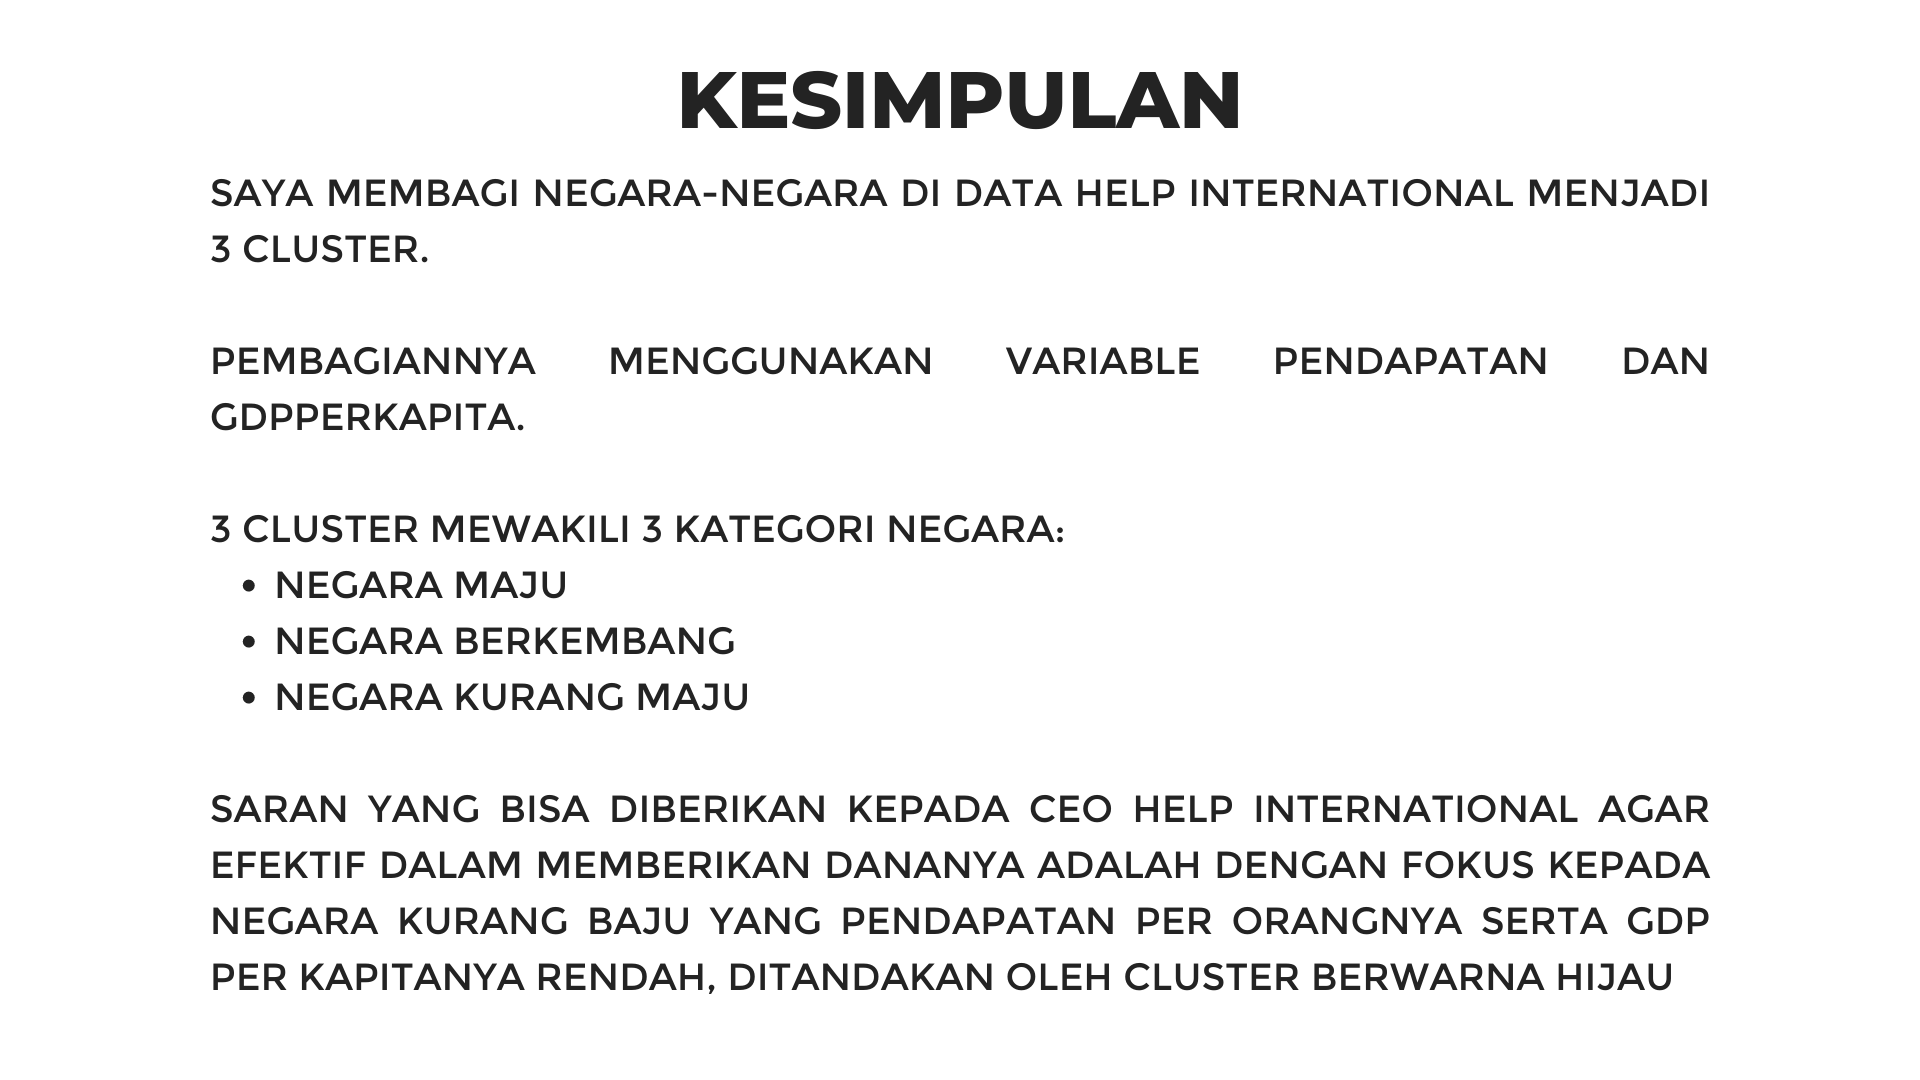 KESIMPULAN
SAYA MEMBAGI NEGARA-NEGARA DI DATA HELP INTERNATIONAL MENJADI
3 CLUSTER.
PEMBAGIANNYA MENGGUNAKAN VARIABLE PENDAPATAN DAN
GDPPERKAPITA.
3 CLUSTER MEWAKILI 3 KATEGORI NEGARA:
• NEGARA MAJU
• NEGARA BERKEMBANG
• NEGARA KURANG MAJU
SARAN YANG BISA DIBERIKAN KEPADA CEO HELP INTERNATIONAL AGAR
EFEKTIF DALAM MEMBERIKAN DANANYA ADALAH DENGAN FOKUS KEPADA
NEGARA KURANG BAJU YANG PENDAPATAN PER ORANGNYA SERTA GDP
PER KAPITANYA RENDAH, DITANDAKAN OLEH CLUSTER BERWARNA HIJAU